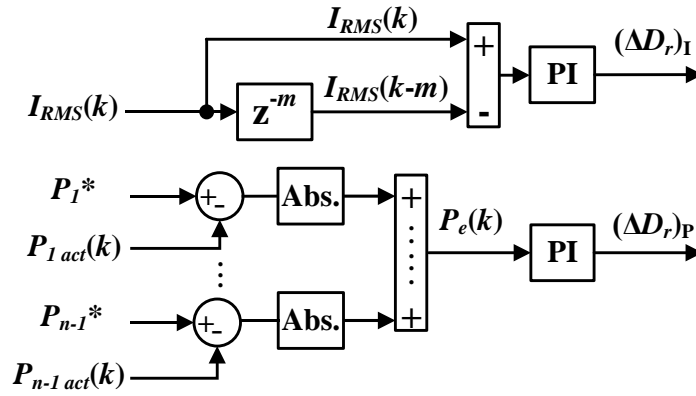 I_RMS(k)
(ΔD_r)_I
+
PI
I_RMS(k)
z^-m
I_RMS(k-m)
-
P_1*
+
-
Abs.
+
P_1 act(k)
P_e(k)
PI
(ΔD_r)_P
P_n-1*
+
-
Abs.
+
P_n-1 act(k)